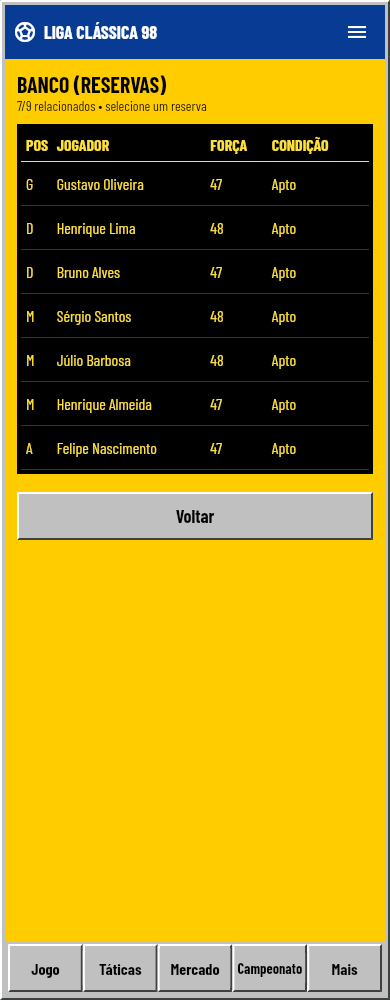 LIGA CLÁSSICA 98
BANCO (RESERVAS)
7/9 relacionados • selecione um reserva
POS JOGADOR FORÇA CONDIÇÃO
G Gustavo Oliveira 47 Apto
D Henrique Lima 48 Apto
D Bruno Alves 47 Apto
M Sérgio Santos 48 Apto
M Júlio Barbosa 48 Apto
M Henrique Almeida 47 Apto
A Felipe Nascimento 47 Apto
Voltar
Jogo Táticas Mercado Campeonato Mais